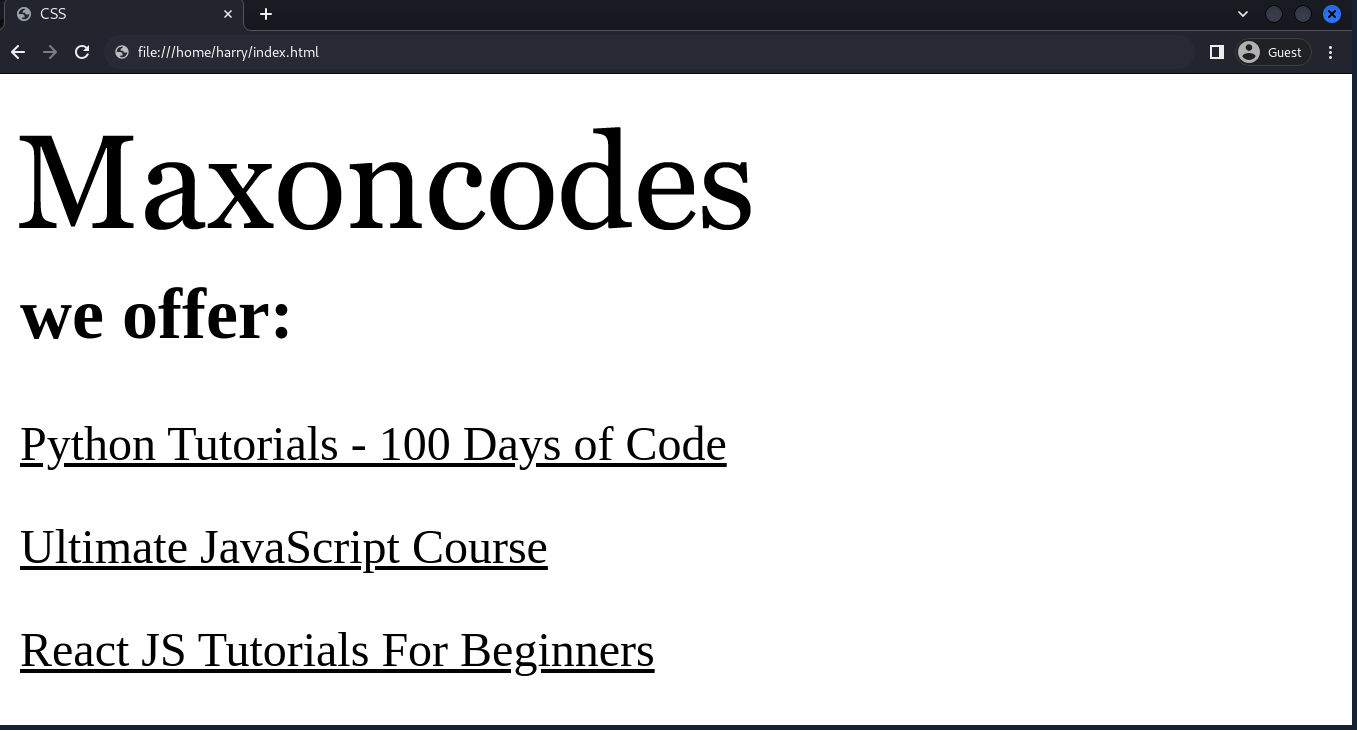 CSS
file:///home/harry/index.html
Guest
Maxoncodes
we offer:
Python Tutorials - 100 Days of Code
Ultimate JavaScript Course
React JS Tutorials For Beginners